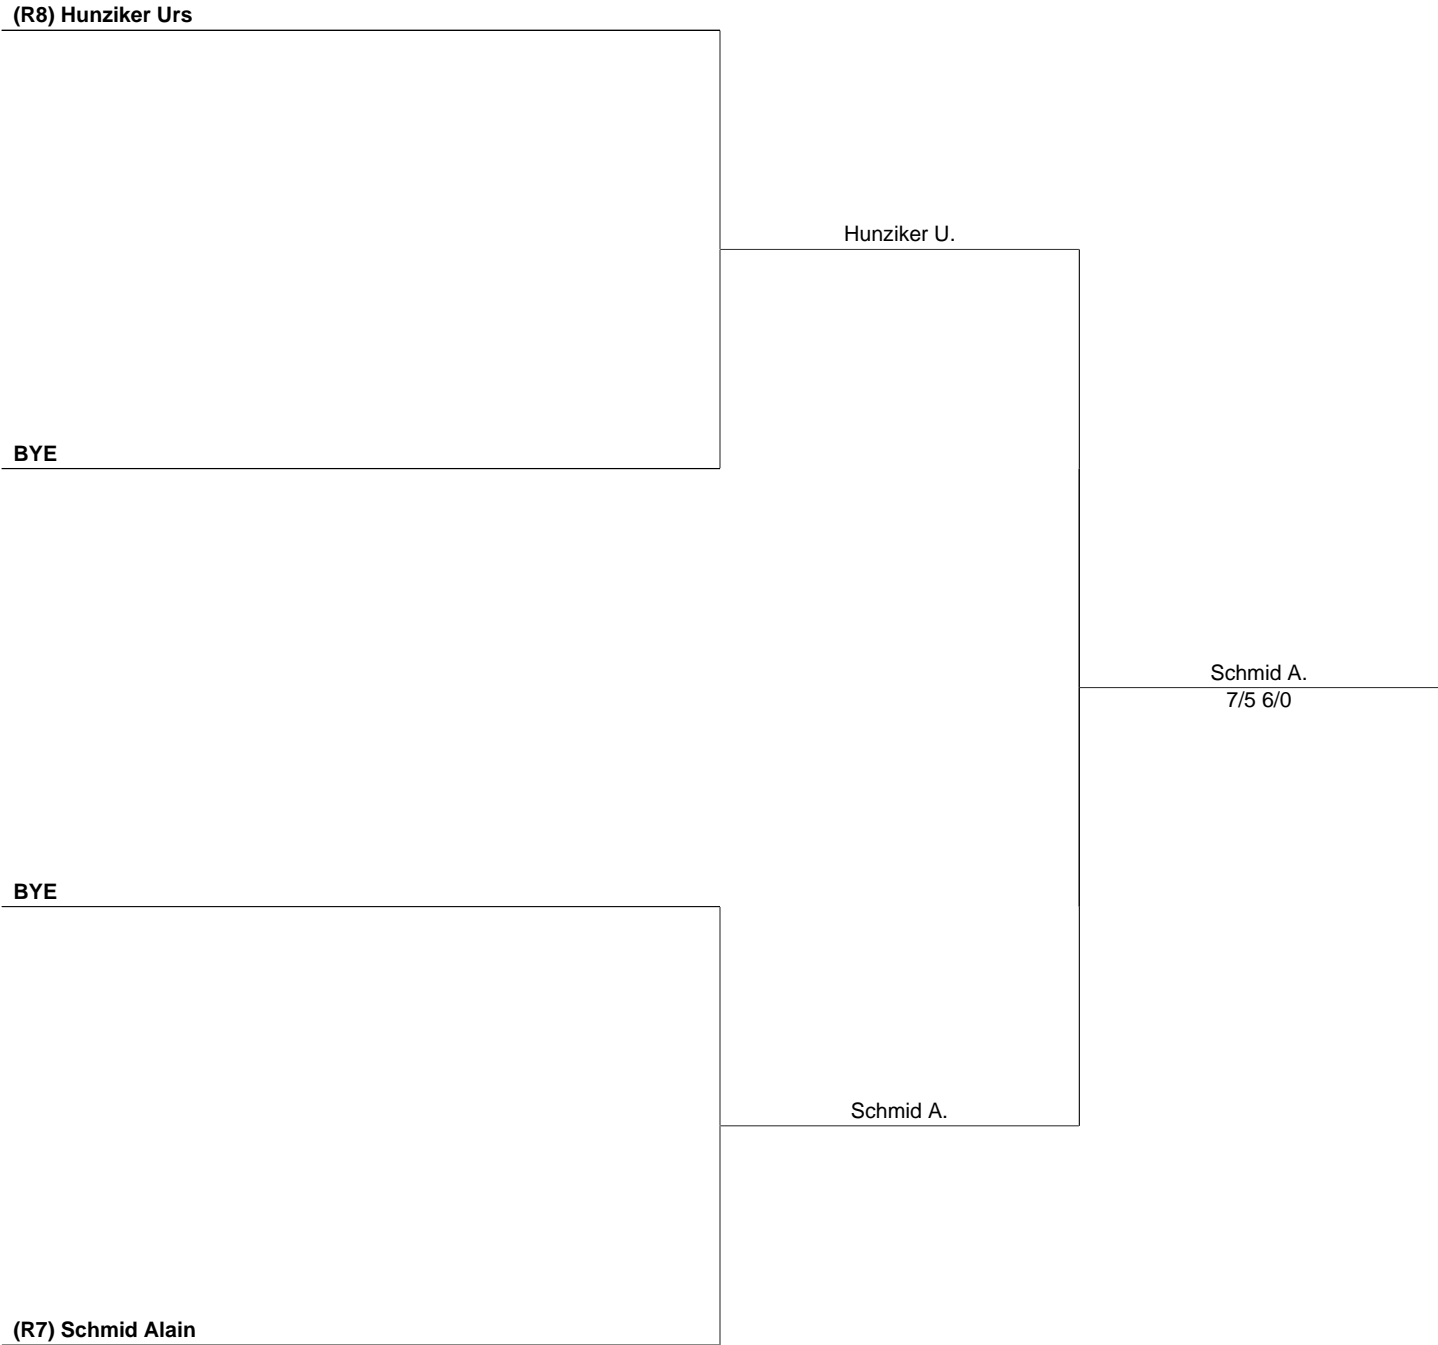 (R8) Hunziker Urs
Hunziker U.
BYE
Schmid A.
7/5 6/0
BYE
Schmid A.
(R7) Schmid Alain